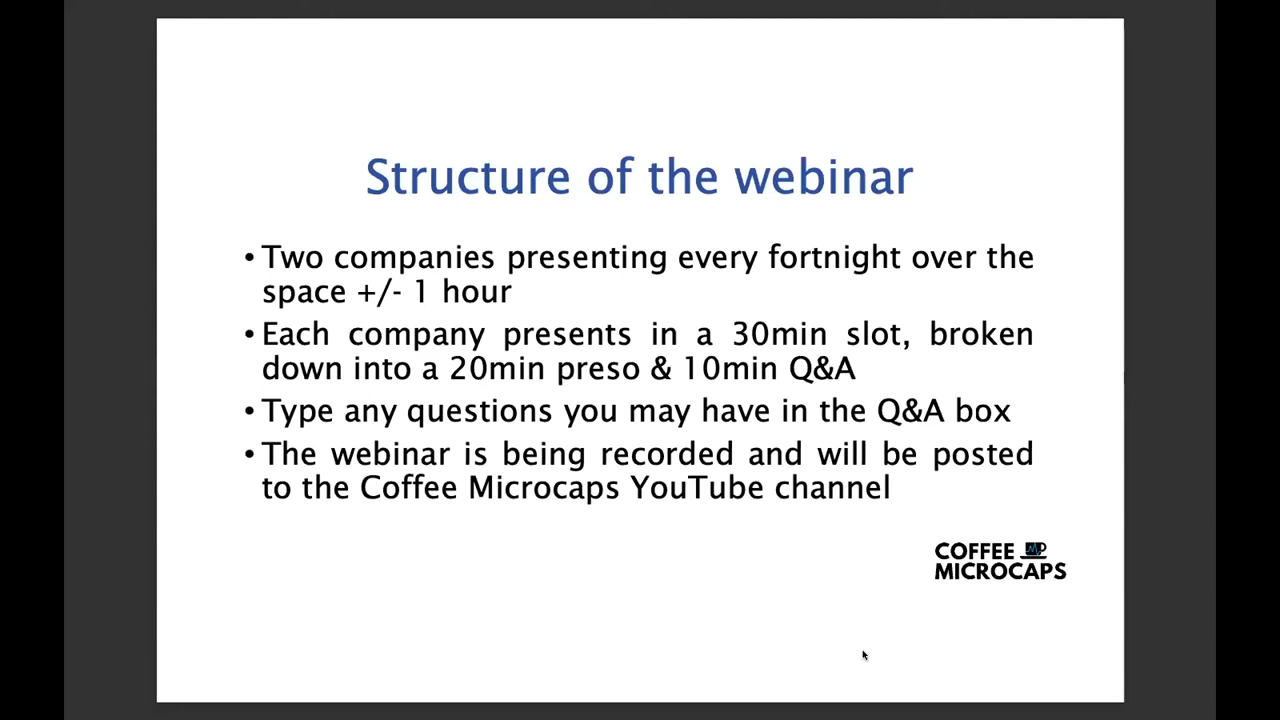 Structure of the webinar
• Two companies presenting every fortnight over the
space +/- 1 hour
• Each company presents in a 30min slot, broken
down into a 20min preso & 10min Q&A
• Type any questions you may have in the Q&A box
• The webinar is being recorded and will be posted
to the Coffee Microcaps YouTube channel
COFFEE
MICROCAPS